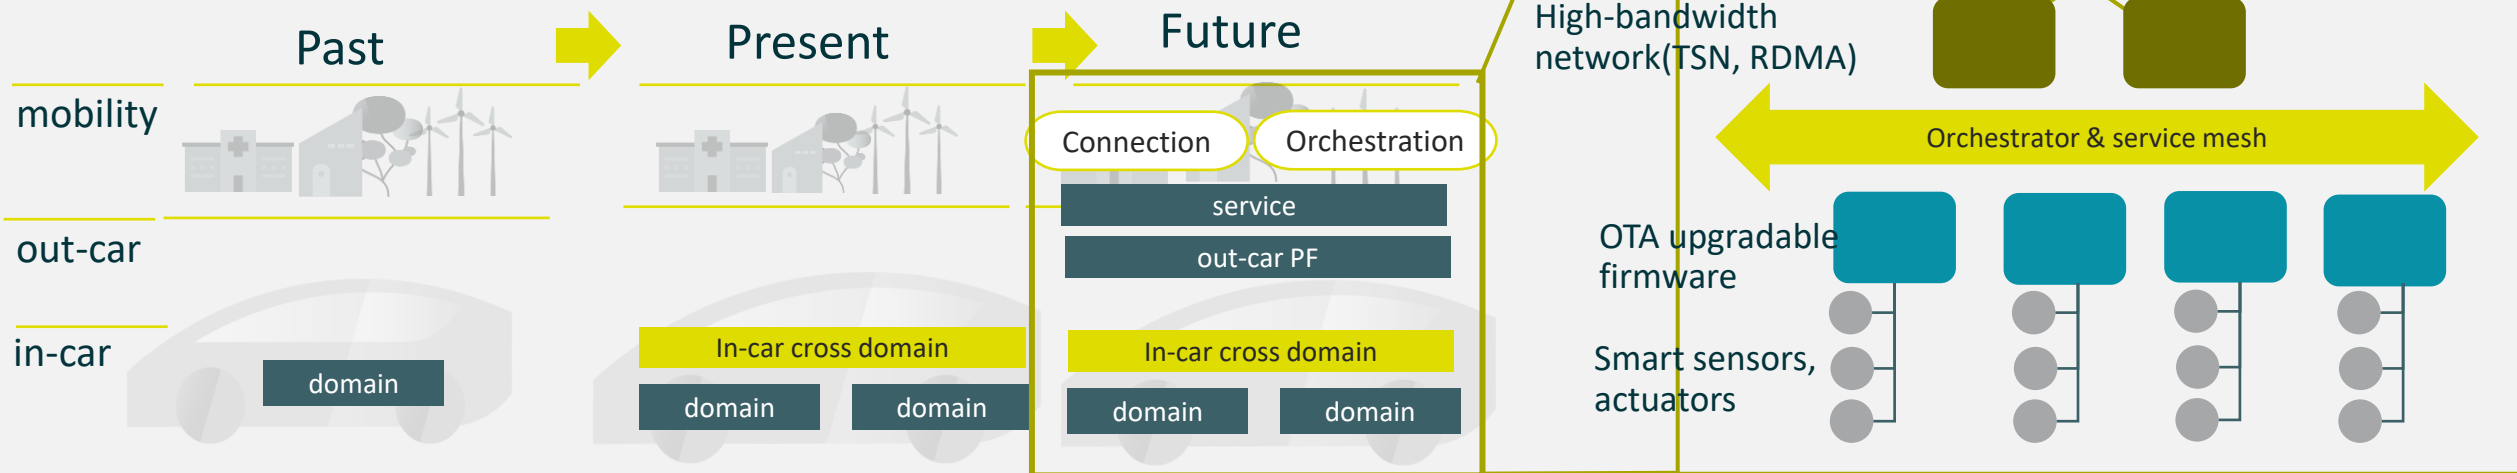 Past
Present
Future
mobility
out-car
in-car
domain
In-car cross domain
domain
domain
Connection
Orchestration
service
out-car PF
In-car cross domain
domain
domain
High-bandwidth
network(TSN, RDMA)
Orchestrator & service mesh
OTA upgradable
firmware
Smart sensors,
actuators